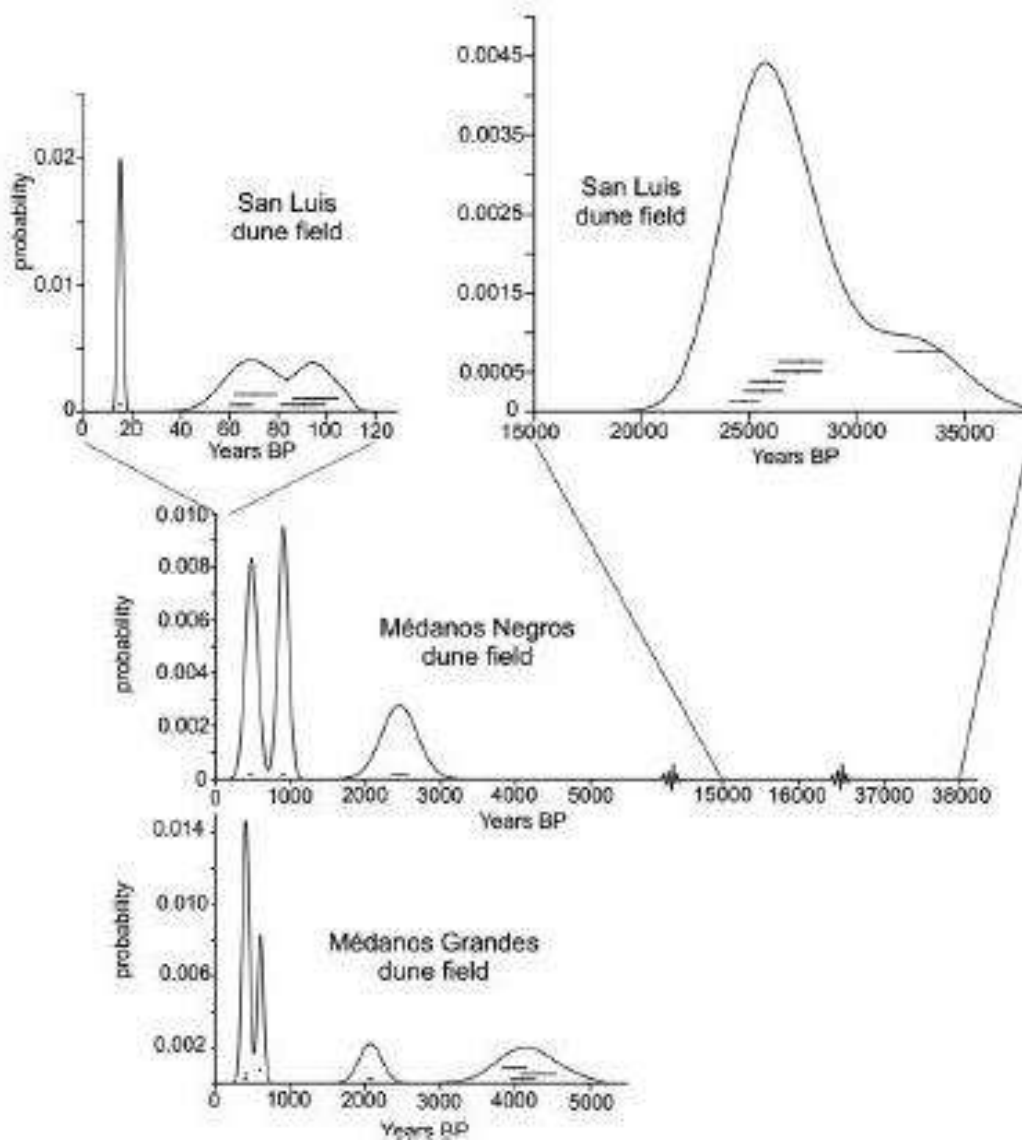 0.0045
0.0035
0.0025
0.0015
0.0005
0
San Luis
dune field
15000 20000 25000 30000 35000
Years BP
probability
0.02
0.01
0
San Luis
dune field
0 20 40 60 80 100 120
Years BP
probability
0.010
0.008
0.006
0.004
0.002
0
Médanos Negros
dune field
0 1000 2000 3000 4000 5000 15000 16000 37000 38000
Years BP
probability
0.014
0.010
0.006
0.002
Médanos Grandes
dune field
0 1000 2000 3000 4000 5000
Years BP